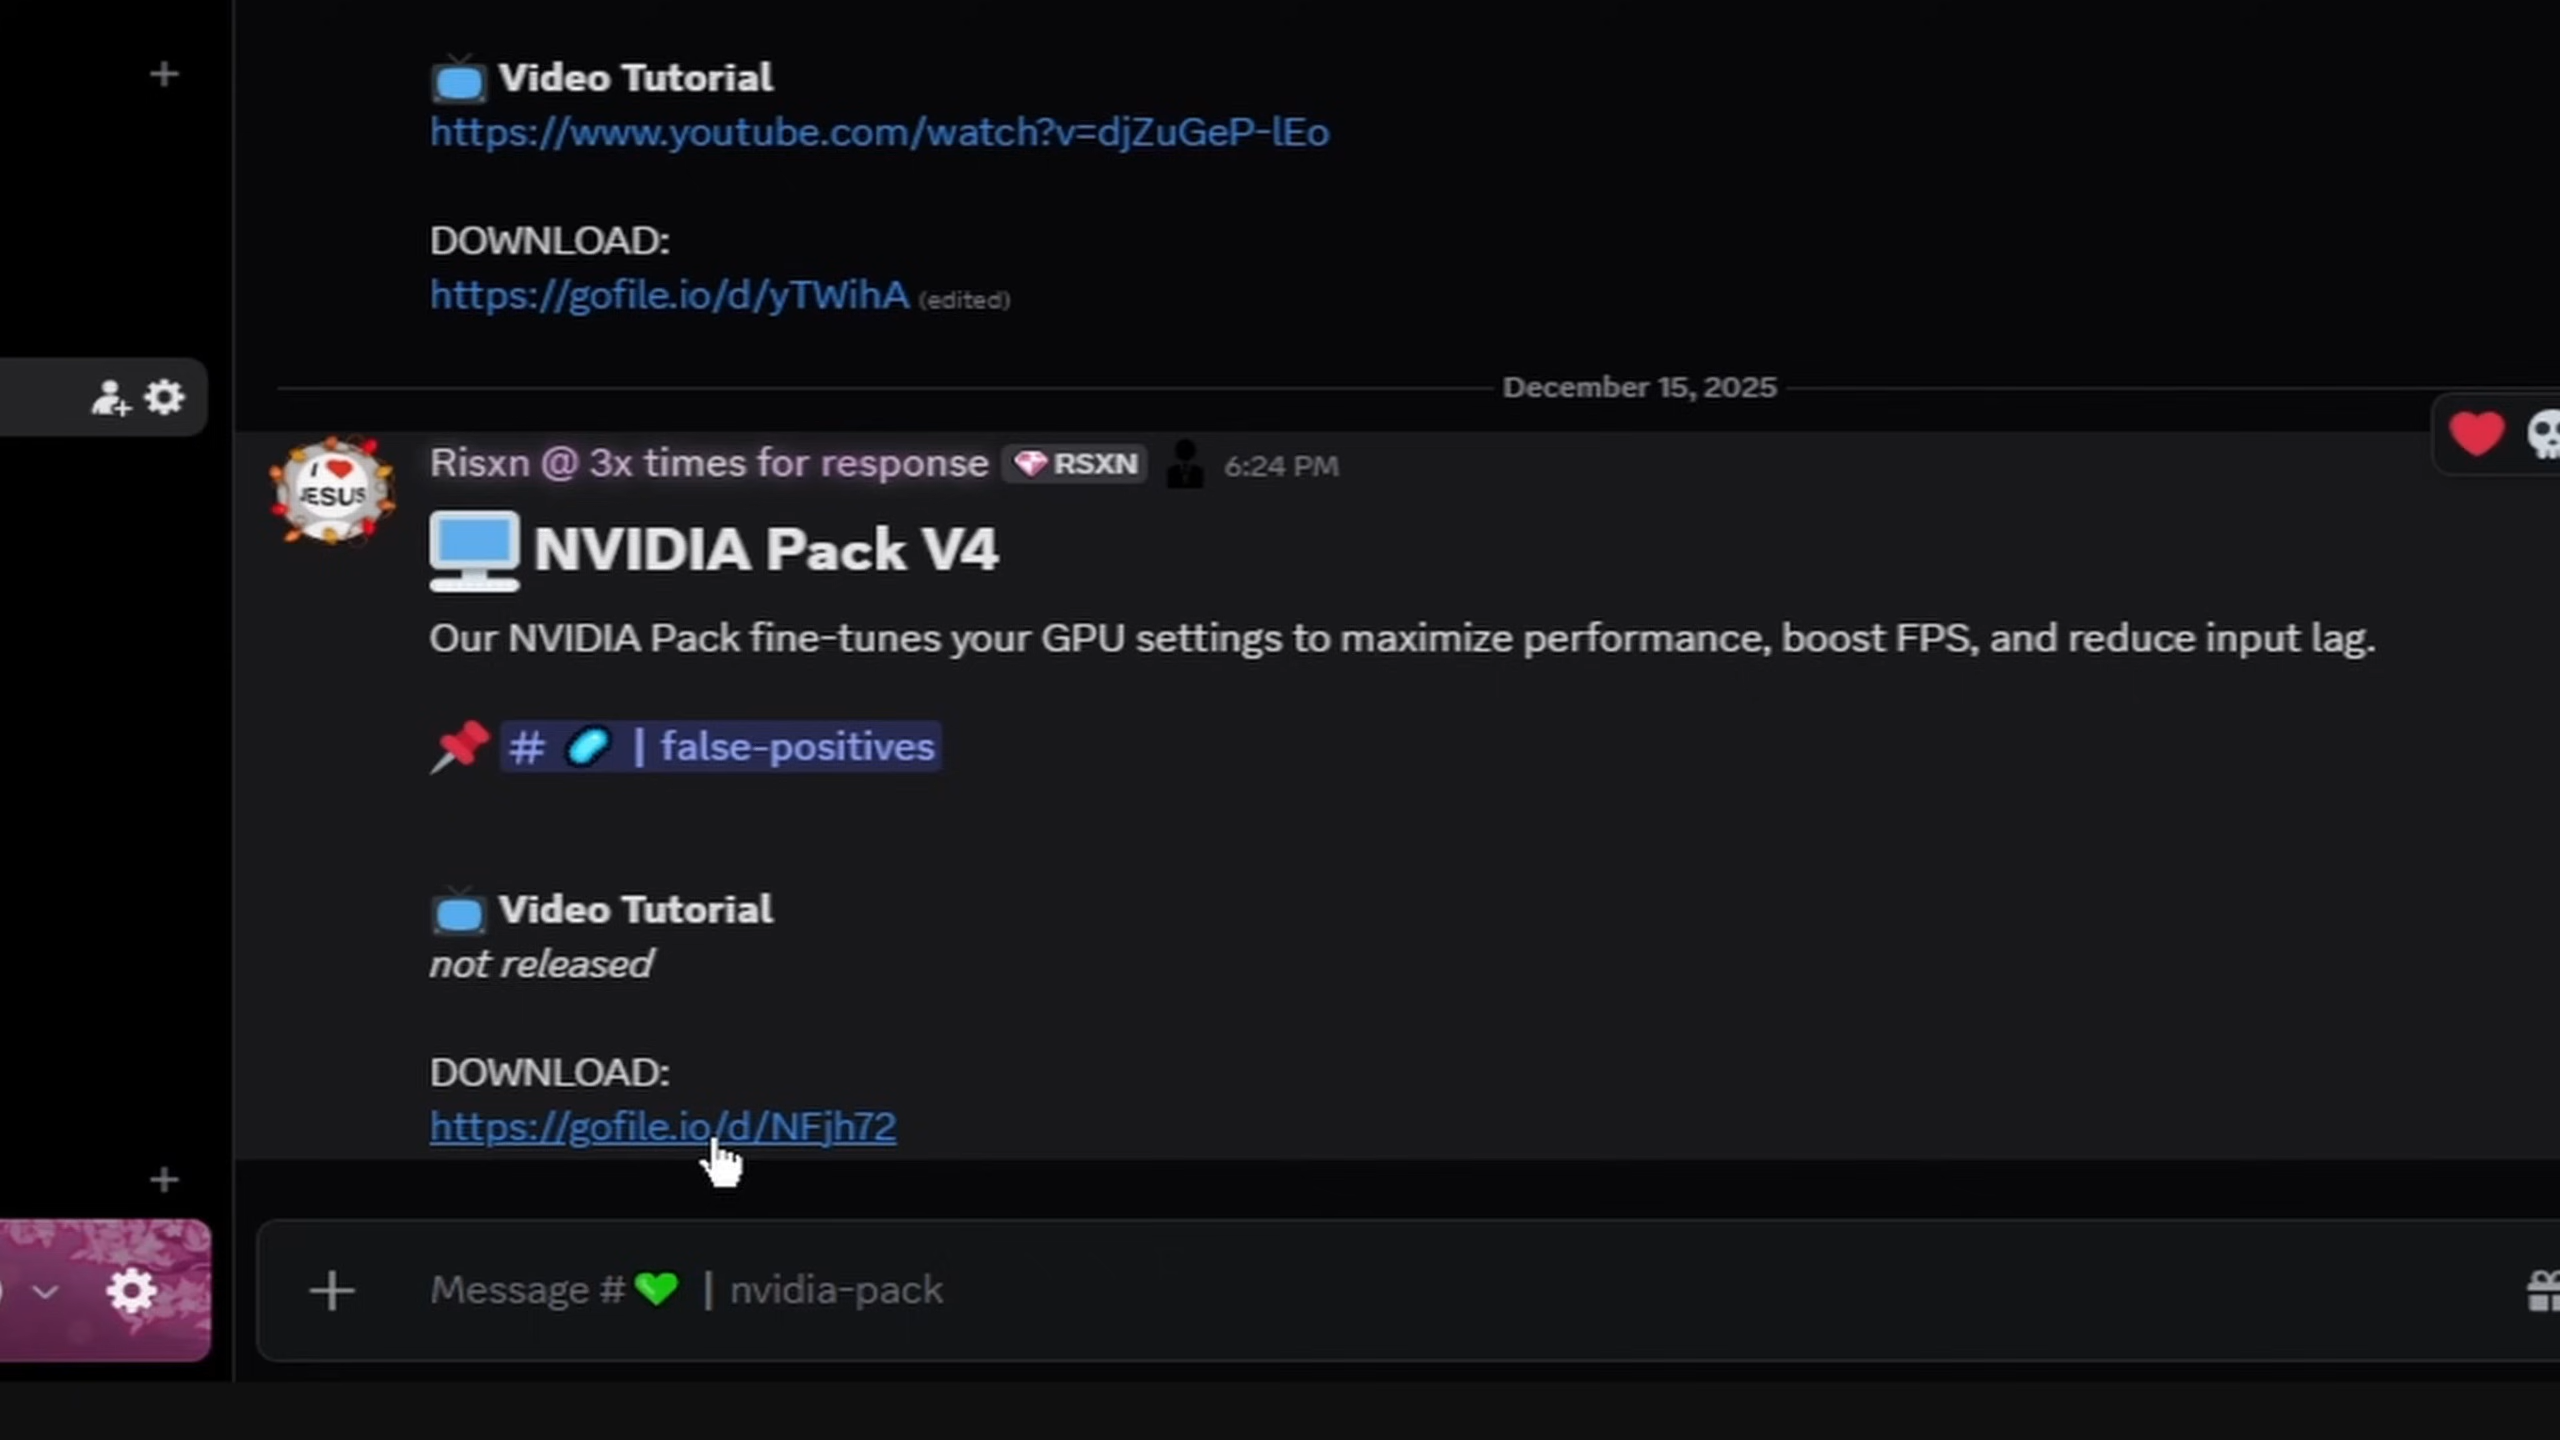 Video Tutorial
https://www.youtube.com/watch?v=djZuGeP-lEo
DOWNLOAD:
https://gofile.io/d/yTWihA (edited)
December 15, 2025
I ❤ JESUS
Risxn @ 3x times for response RSXN 6:24 PM
NVIDIA Pack V4
Our NVIDIA Pack fine-tunes your GPU settings to maximize performance, boost FPS, and reduce input lag.
# | false-positives
Video Tutorial
not released
DOWNLOAD:
https://gofile.io/d/NFjh72
Message #💚 | nvidia-pack